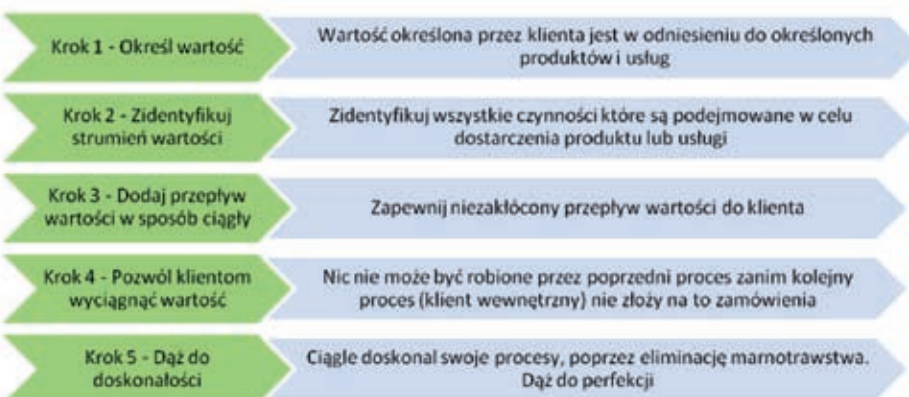 Krok 1 - Określ wartość
Wartość określona przez klienta jest w odniesieniu do określonych
produktów i usług
Krok 2 - Zidentyfikuj
strumień wartości
Zidentyfikuj wszystkie czynności które są podejmowane w celu
dostarczenia produktu lub usługi
Krok 3 - Dodaj przepływ
wartości w sposób ciągły
Zapewnij niezakłócony przepływ wartości do klienta
Krok 4 - Pozwól klientom
wyciągnąć wartość
Nic nie może być robione przez poprzedni proces zanim kolejny
proces (klient wewnętrzny) nie złoży na to zamówienia
Krok 5 - Dąż do
doskonałości
Ciągle doskonal swoje procesy, poprzez eliminację marnotrawstwa.
Dąż do perfekcji